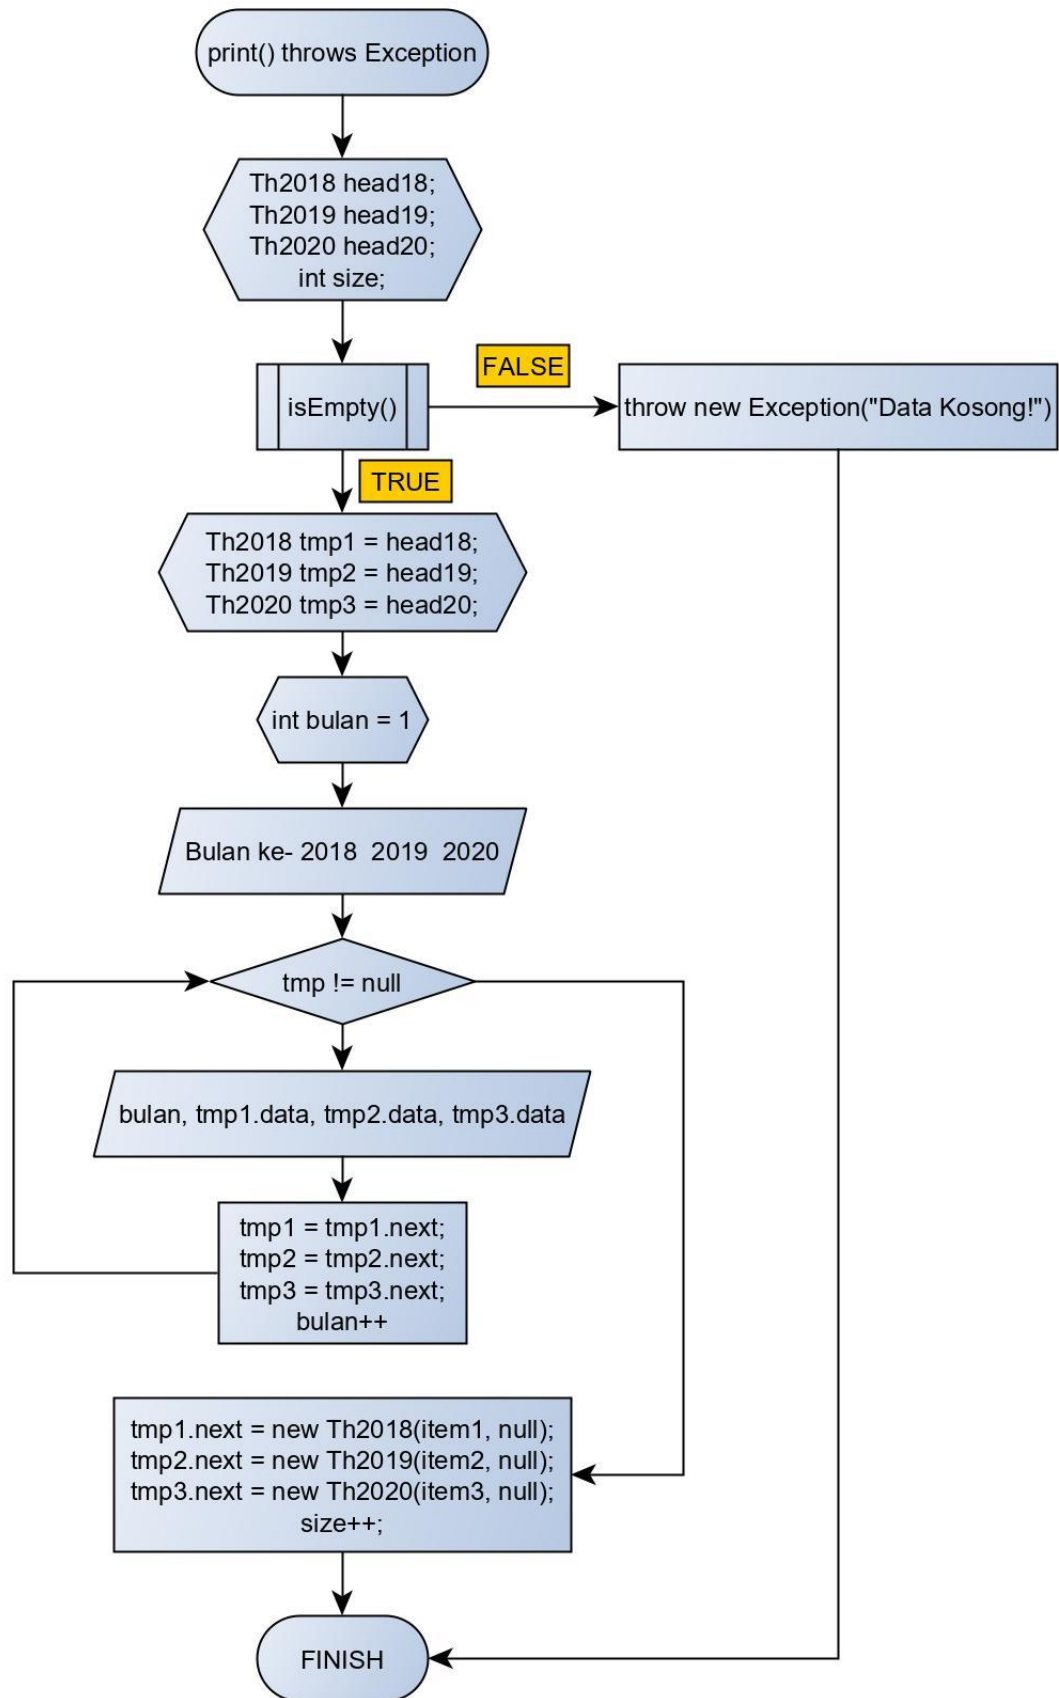 print() throws Exception
Th2018 head18;
Th2019 head19;
Th2020 head20;
int size;
isEmpty()
FALSE
throw new Exception("Data Kosong!")
TRUE
Th2018 tmp1 = head18;
Th2019 tmp2 = head19;
Th2020 tmp3 = head20;
int bulan = 1
Bulan ke- 2018 2019 2020
tmp != null
bulan, tmp1.data, tmp2.data, tmp3.data
tmp1 = tmp1.next;
tmp2 = tmp2.next;
tmp3 = tmp3.next;
bulan++
tmp1.next = new Th2018(item1, null);
tmp2.next = new Th2019(item2, null);
tmp3.next = new Th2020(item3, null);
size++;
FINISH